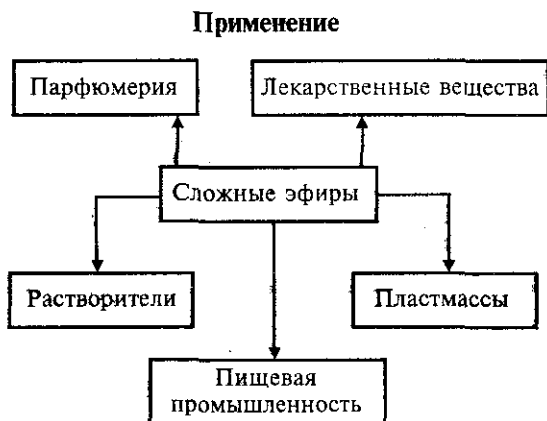 Применение
Парфюмерия
Лекарственные вещества
Сложные эфиры
Растворители
Пластмассы
Пищевая
промышленность